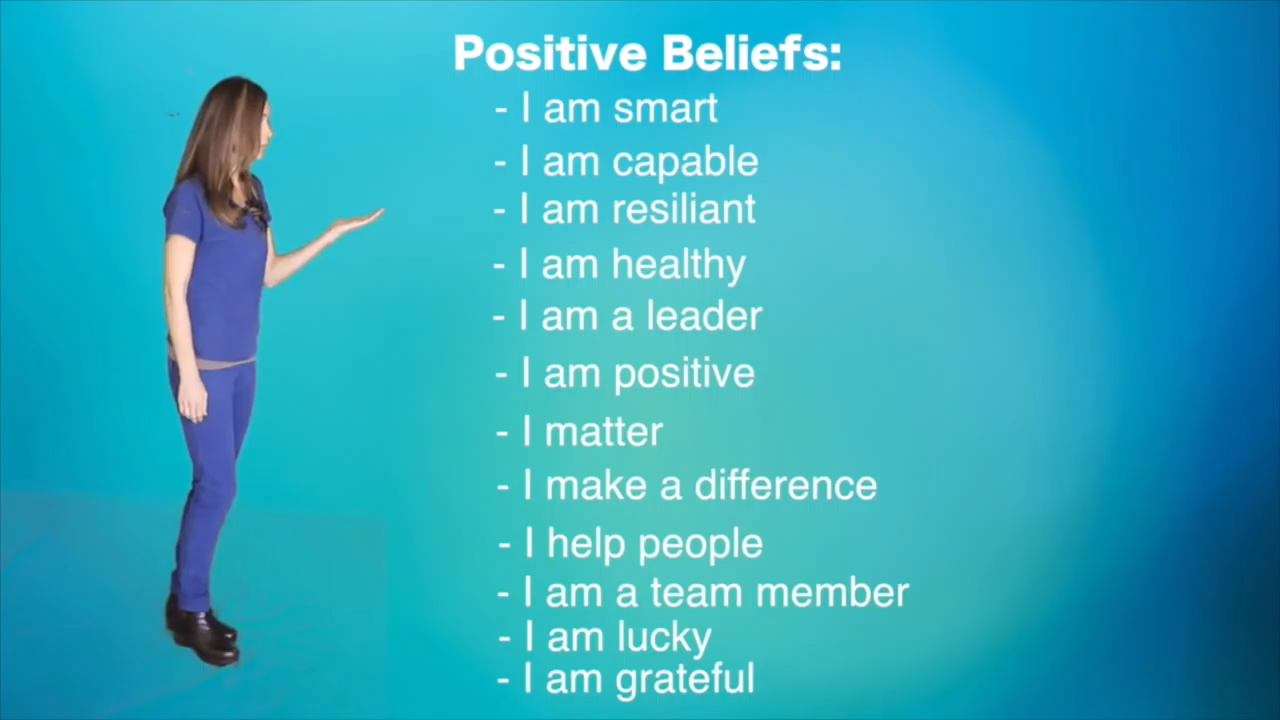 Positive Beliefs:
- I am smart
- I am capable
- I am resiliant
- I am healthy
- I am a leader
- I am positive
- I matter
- I make a difference
- I help people
- I am a team member
- I am lucky
- I am grateful